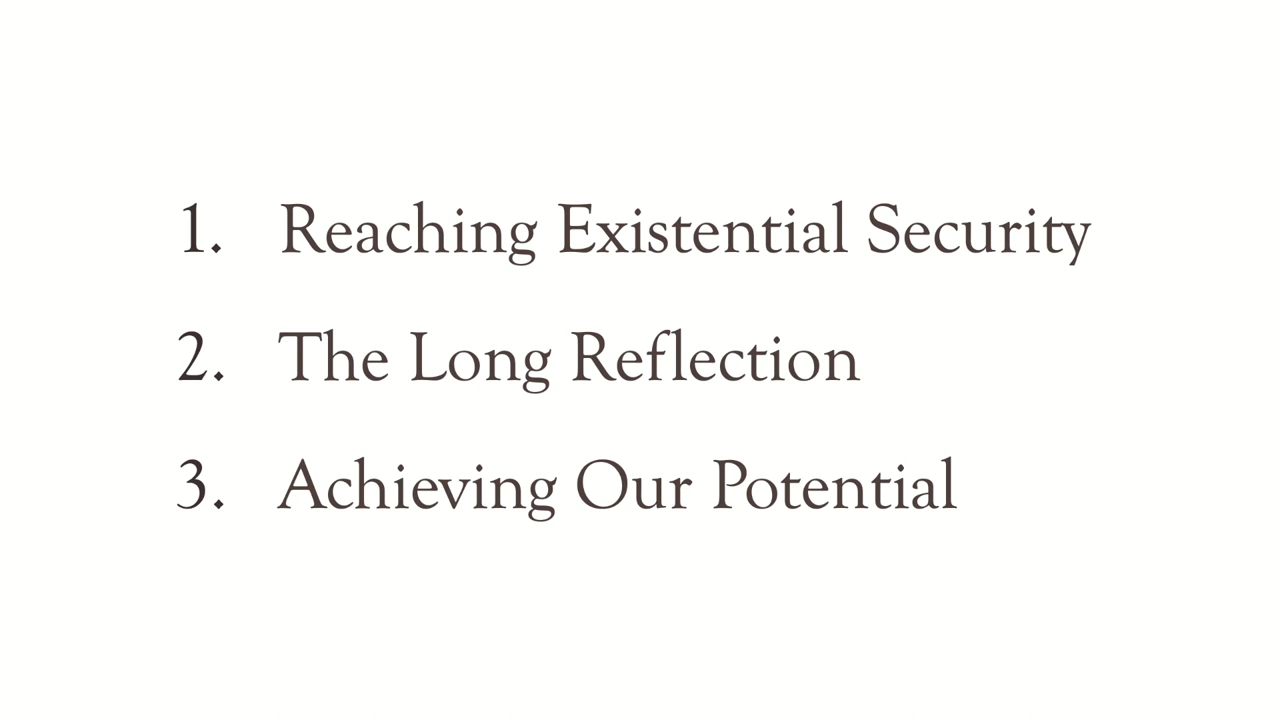 1. Reaching Existential Security
2. The Long Reflection
3. Achieving Our Potential